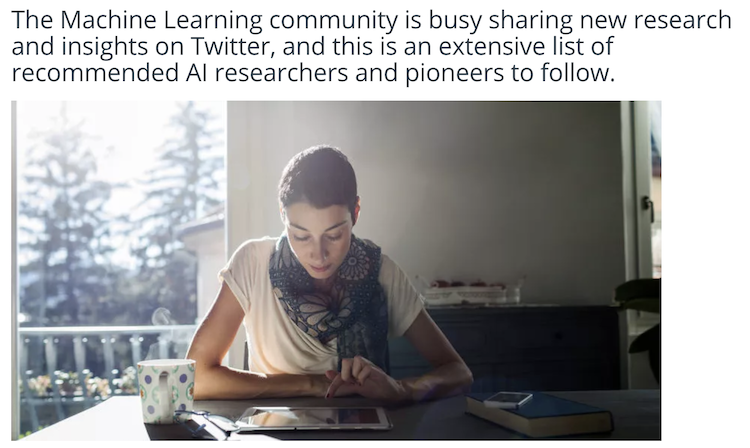 The Machine Learning community is busy sharing new research
and insights on Twitter, and this is an extensive list of
recommended AI researchers and pioneers to follow.